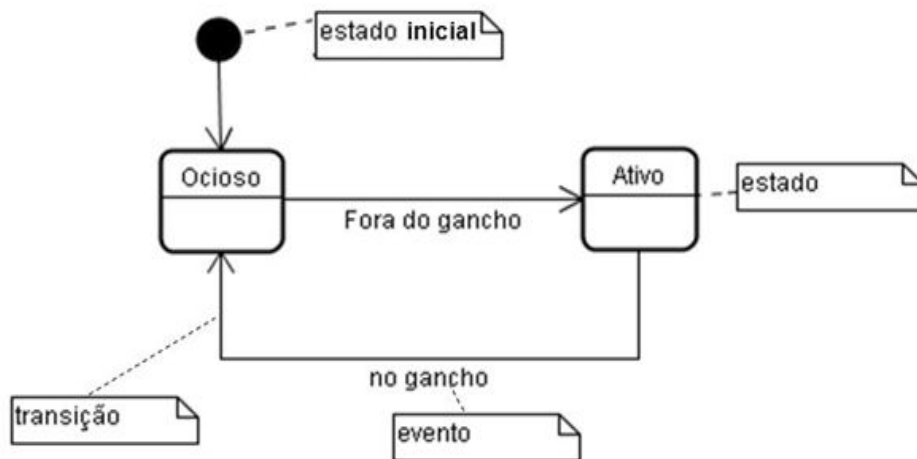 estado inicial
Ocioso
Ativo
estado
Fora do gancho
no gancho
transição
evento